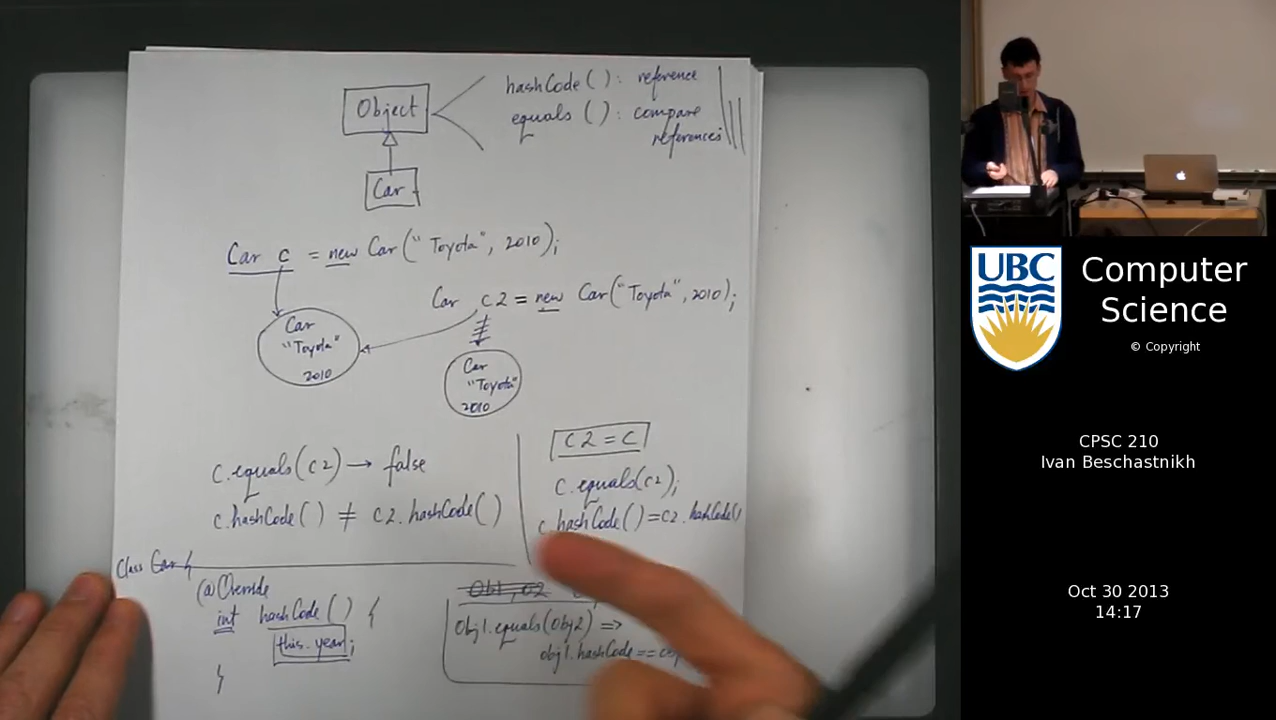 Object
hashCode ( ) : reference
equals ( ) : compare
references
Car
Car c = new Car("Toyota", 2010);
Car c2 = new Car("Toyota", 2010);
Car
"Toyota"
2010
Car
"Toyota"
2010
c.equals(c2) → false
c.hashCode( ) ≠ c2.hashCode( )
c2 = c
c.equals(c2);
c.hashCode( ) = c2.hashCode()
Class Car {
@Override
int hashCode ( ) {
this.year;
}
Obj1.equals(Obj2) =>
obj1.hashCode ==
UBC
Computer
Science
© Copyright
CPSC 210
Ivan Beschastnikh
Oct 30 2013
14:17